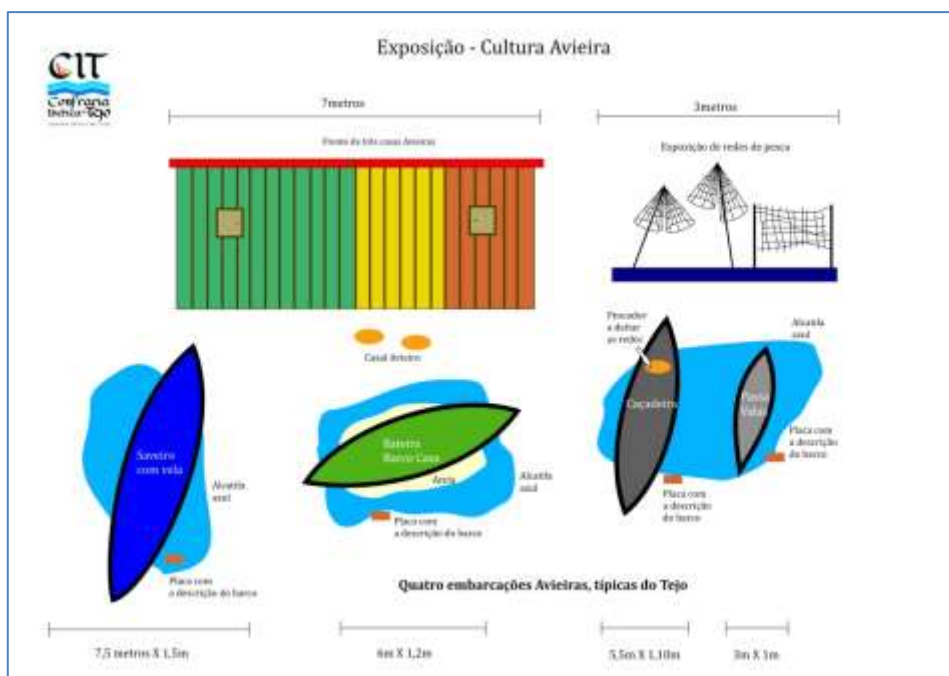 Exposição - Cultura Avieira
CIT
Confraria
Ibérica do Tejo
7metros
3metros
Frente de três casas Avieiras
Exposição de redes de pesca
Pescador
a deitar
as redes
Alcatifa
azul
Casal Avieiro
Saveiro
com vela
Bateira
Barco Casa
Areia
Caçadeira
Alcatifa
azul
Alcatifa
azul
Placa com
a descrição
do barco
Placa com
a descrição
do barco
Placa com
a descrição do barco
Placa com
a descrição do barco
Quatro embarcações Avieiras, típicas do Tejo
7,5 metros X 1,5m
6m X 1,2m
5,5m X 1,10m
3m X 1m